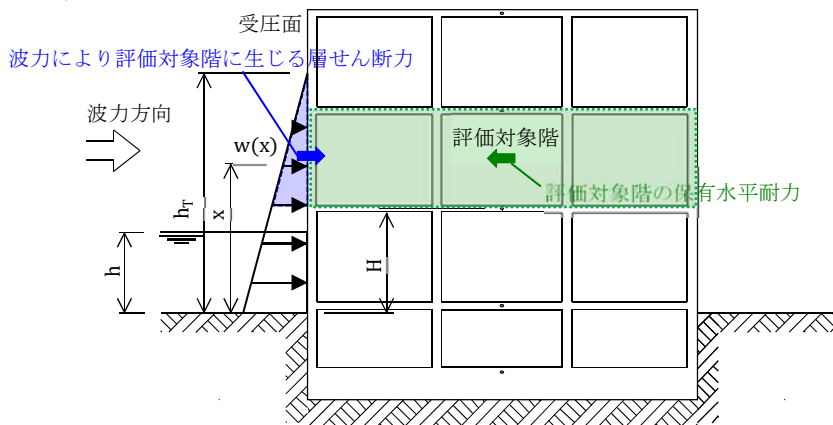 受圧面
波力により評価対象階に生じる層せん断力
波力方向
w(x)
評価対象階
評価対象階の保有水平耐力
hT
x
h
H